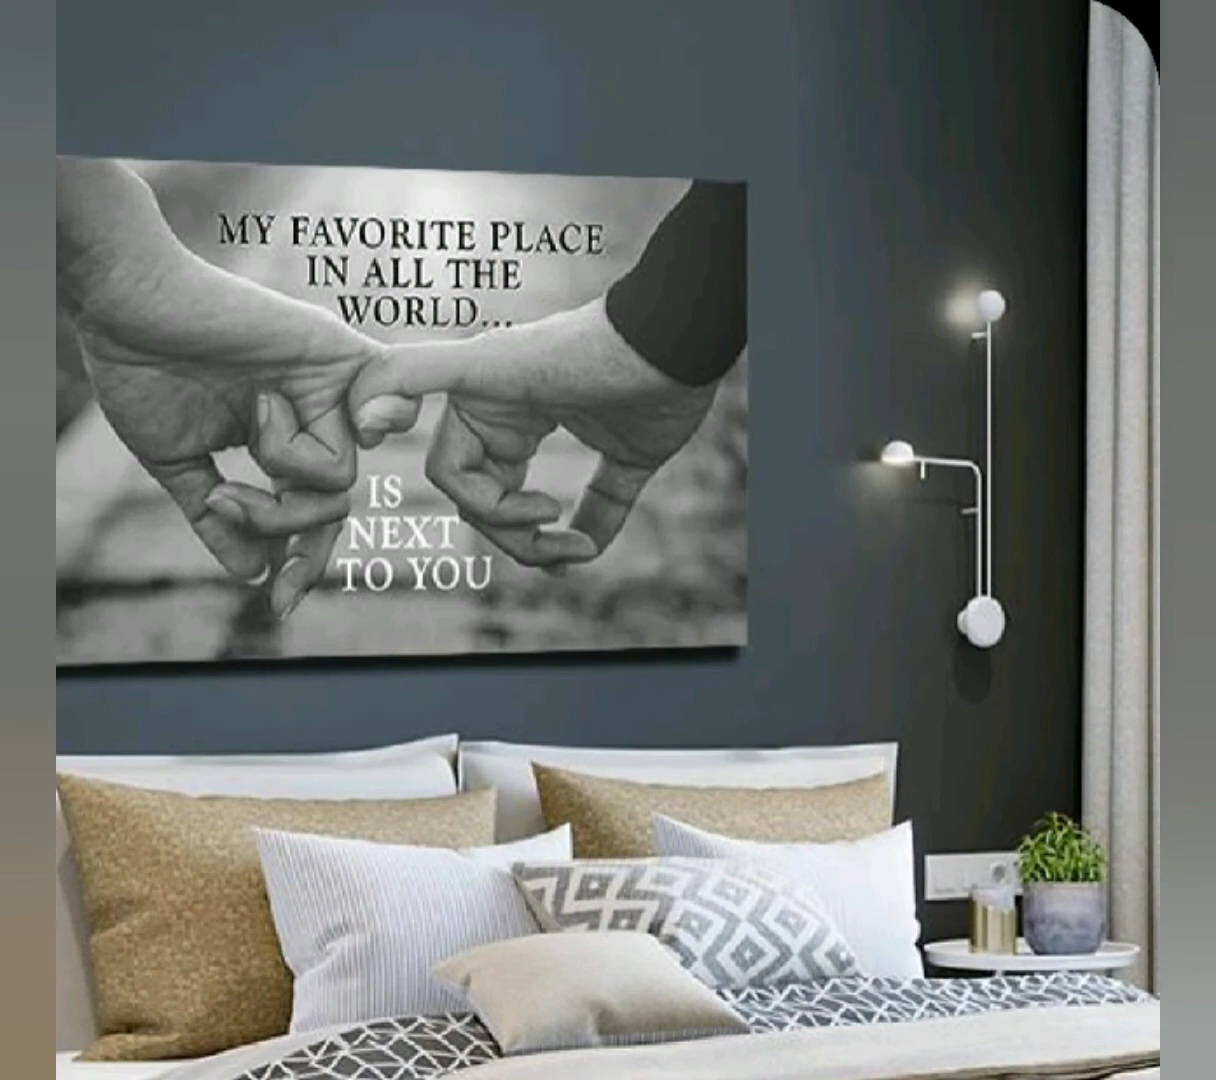 MY FAVORITE PLACE
IN ALL THE
WORLD...
IS
NEXT
TO YOU